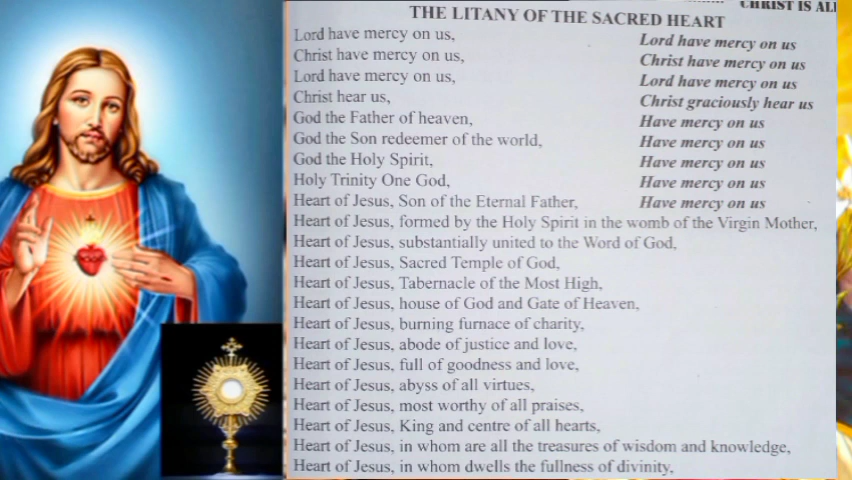 CHRIST IS AL
THE LITANY OF THE SACRED HEART
Lord have mercy on us, Lord have mercy on us
Christ have mercy on us, Christ have mercy on us
Lord have mercy on us, Lord have mercy on us
Christ hear us, Christ graciously hear us
God the Father of heaven, Have mercy on us
God the Son redeemer of the world, Have mercy on us
God the Holy Spirit, Have mercy on us
Holy Trinity One God, Have mercy on us
Heart of Jesus, Son of the Eternal Father, Have mercy on us
Heart of Jesus, formed by the Holy Spirit in the womb of the Virgin Mother,
Heart of Jesus, substantially united to the Word of God,
Heart of Jesus, Sacred Temple of God,
Heart of Jesus, Tabernacle of the Most High,
Heart of Jesus, house of God and Gate of Heaven,
Heart of Jesus, burning furnace of charity,
Heart of Jesus, abode of justice and love,
Heart of Jesus, full of goodness and love,
Heart of Jesus, abyss of all virtues,
Heart of Jesus, most worthy of all praises,
Heart of Jesus, King and centre of all hearts,
Heart of Jesus, in whom are all the treasures of wisdom and knowledge,
Heart of Jesus, in whom dwells the fullness of divinity,